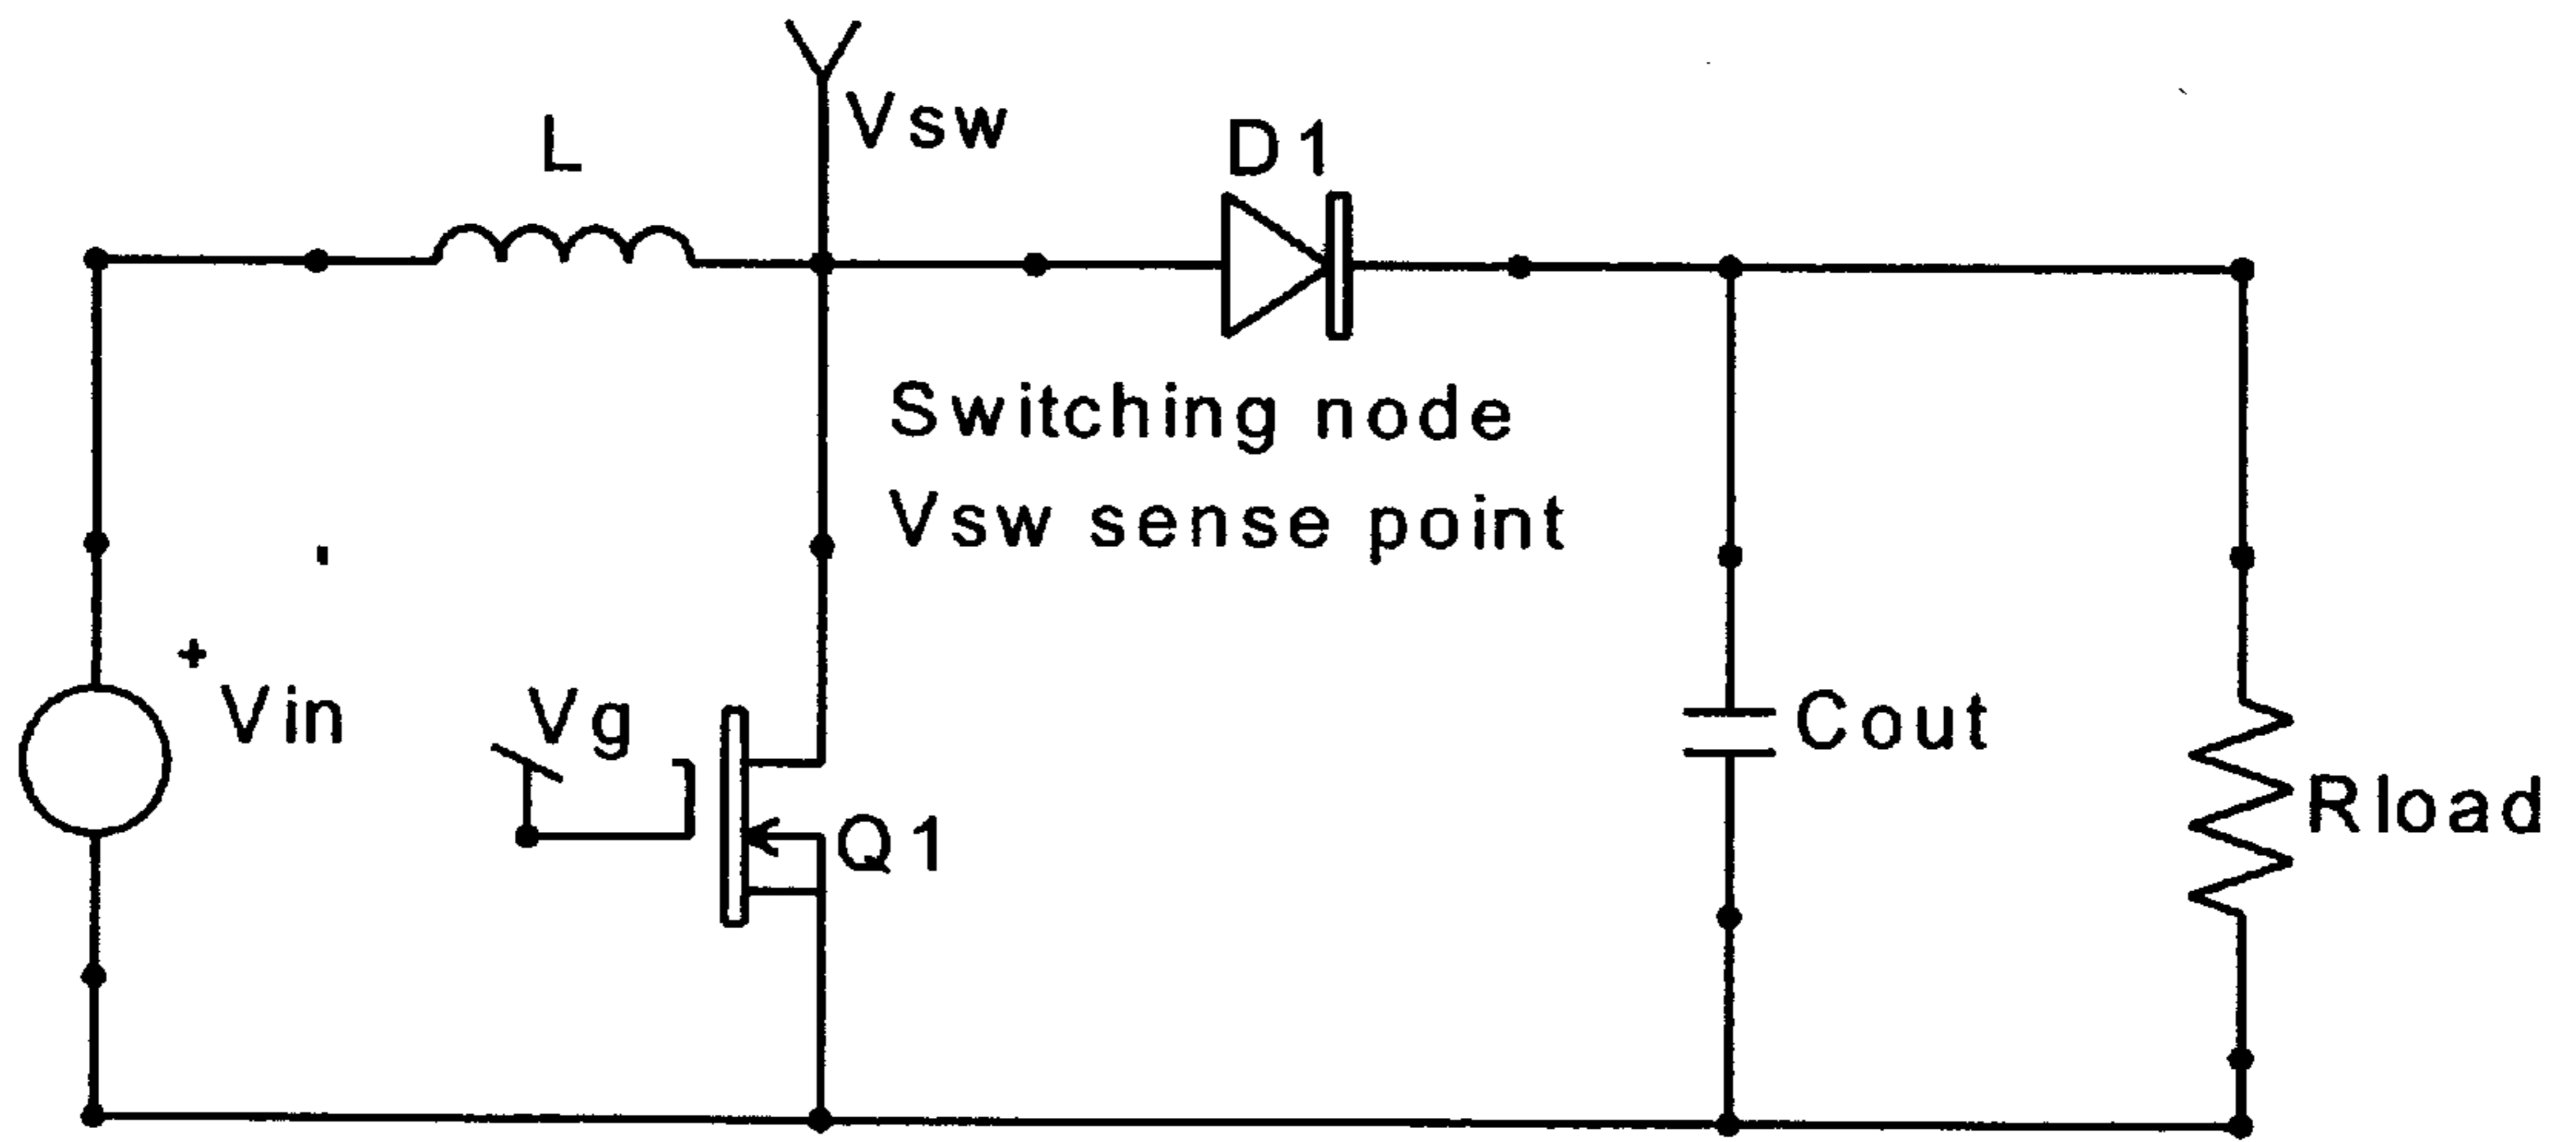 Vsw
L
D1
Switching node
Vsw sense point
+
Vin
Vg
Cout
Rload
Q1